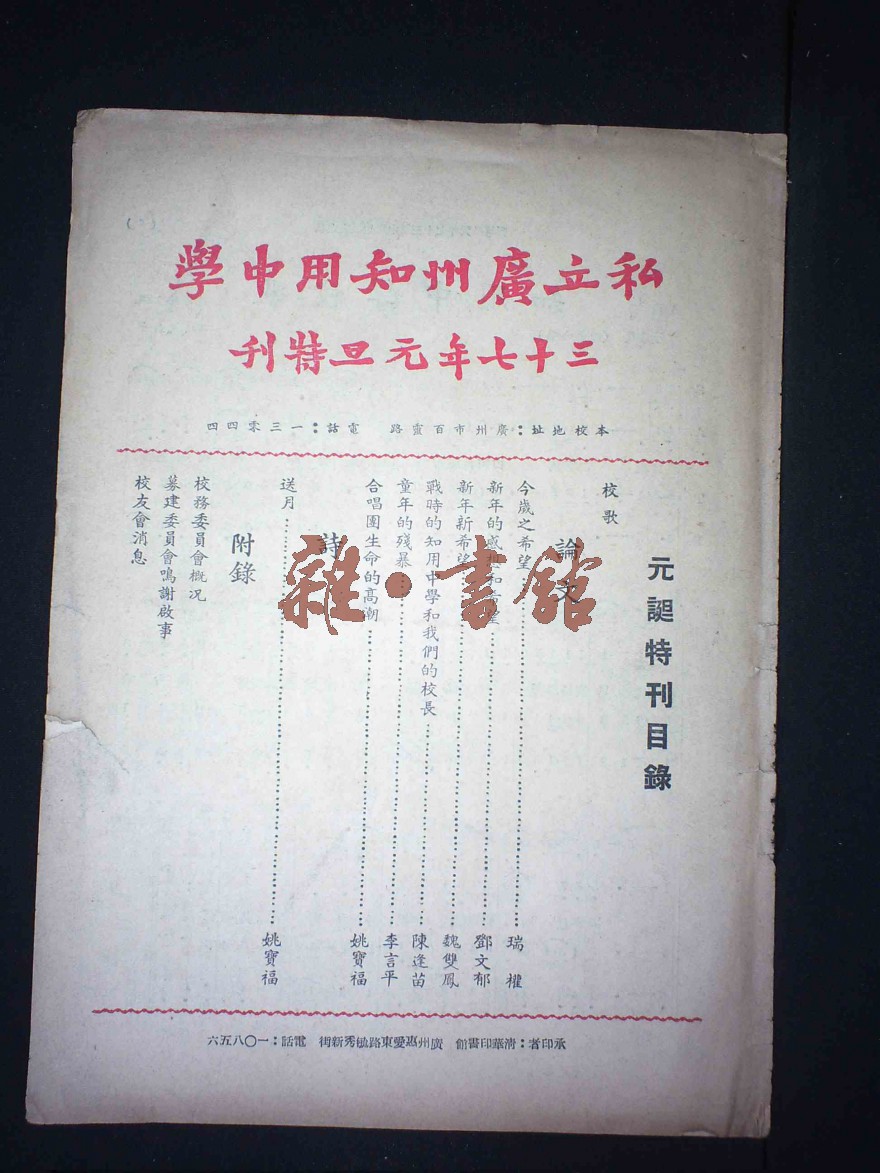 私立廣州知用中學
三十七年元旦特刊
本校地址：廣州市百靈路 電話：一三零四四
元誕特刊目錄
校歌
論文
今歲之希望……瑞權
新年的感想和希望……鄧文郁
新年新希望……魏雙鳳
戰時的知用中學和我們的校長……陳逢苗
童年的殘暴……李言平
合唱團生命的高潮……姚寶福
詩
送月……姚寶福
附錄
校務委員會概况
募建委員會鳴謝啟事
校友會消息
承印者：清華印書館 廣州惠愛東路毓秀新街 電話：一〇八五六
雜·書館